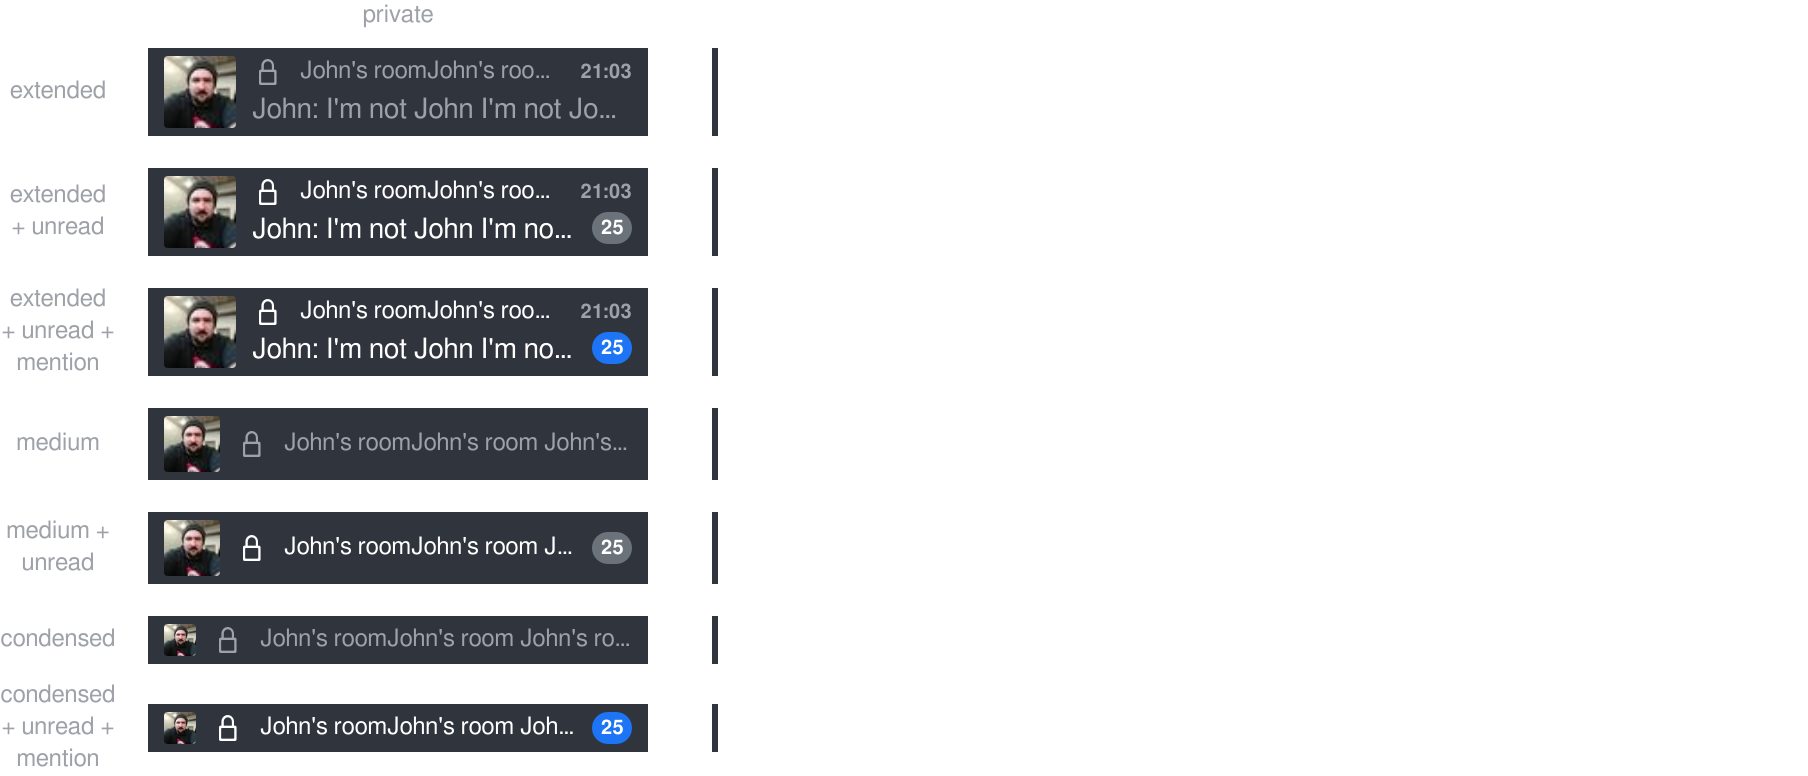 private
extended
John's roomJohn's roo... 21:03
John: I'm not John I'm not Jo...
extended
+ unread
John's roomJohn's roo... 21:03
John: I'm not John I'm no... 25
extended
+ unread +
mention
John's roomJohn's roo... 21:03
John: I'm not John I'm no... 25
medium
John's roomJohn's room John's...
medium +
unread
John's roomJohn's room J... 25
condensed
John's roomJohn's room John's ro...
condensed
+ unread +
mention
John's roomJohn's room Joh... 25